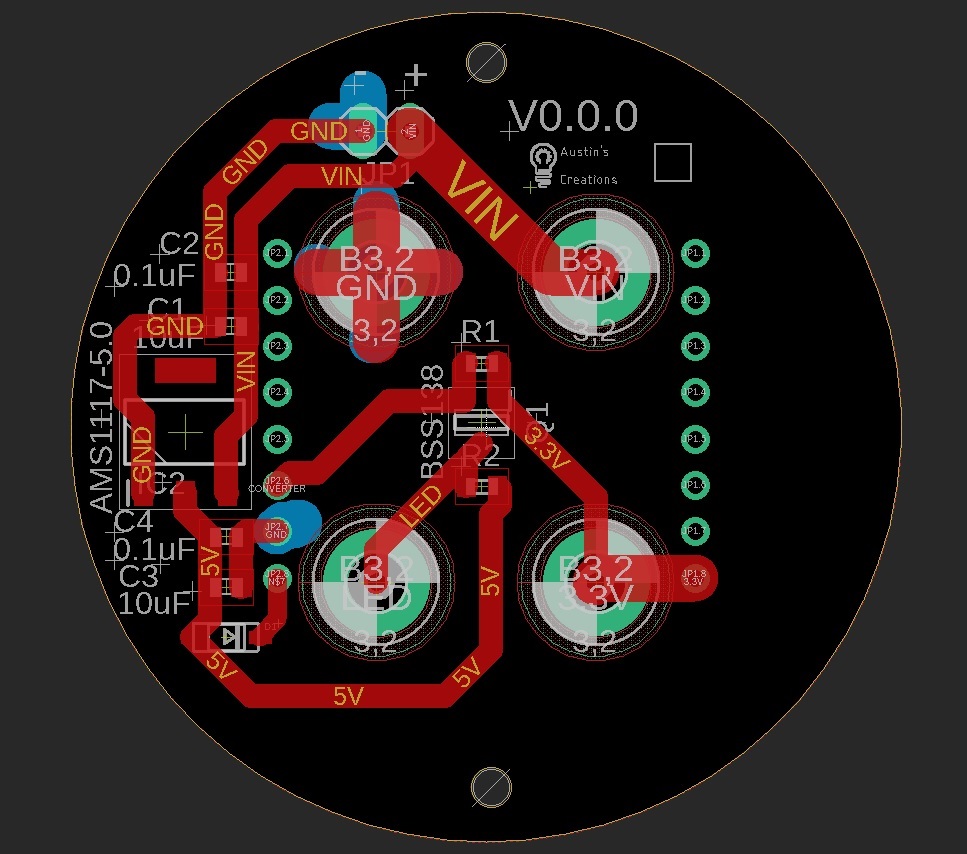 - +
V0.0.0
Austin's
Creations
GND
1
GND
2
VIN
GND
VIN
JP1
VIN
GND
C2
0.1uF
C1
10uF
GND
VIN
AMS1117-5.0
GND
C2
JP2.1
JP2.2
JP2.3
JP2.4
JP2.5
JP2.6
CONVERTER
JP2.7
GND
JP2.8
N$7
B3,2
GND
3,2
B3,2
VIN
3,2
JP1.1
JP1.2
JP1.3
JP1.4
JP1.5
JP1.6
JP1.7
JP1.8
3.3V
R1
BSS138
Q1
R2
3.3V
LED
C4
0.1uF
5V
C3
10uF
D1
B3,2
LED
3,2
B3,2
3.3V
3,2
5V
5V
5V
5V